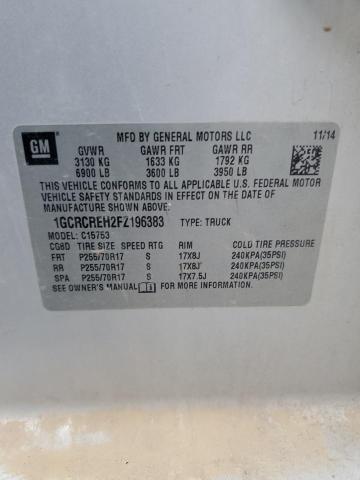 GM
MFD BY GENERAL MOTORS LLC 11/14
GVWR GAWR FRT GAWR RR
3130 KG 1633 KG 1792 KG
6900 LB 3600 LB 3950 LB
THIS VEHICLE CONFORMS TO ALL APPLICABLE U.S. FEDERAL MOTOR
VEHICLE SAFETY STANDARDS IN EFFECT ON THE DATE OF
MANUFACTURE SHOWN ABOVE.
1GCRCREH2FZ196383 TYPE: TRUCK
MODEL: C15753
CG8D TIRE SIZE SPEED RTG RIM COLD TIRE PRESSURE
FRT P255/70R17 S 17X8J 240KPA(35PSI)
RR P255/70R17 S 17X8J 240KPA(35PSI)
SP P255/70R17 S 17X7.5J 240KPA(35PSI)
SEE OWNER'S MANUAL FOR MORE INFORMATION.